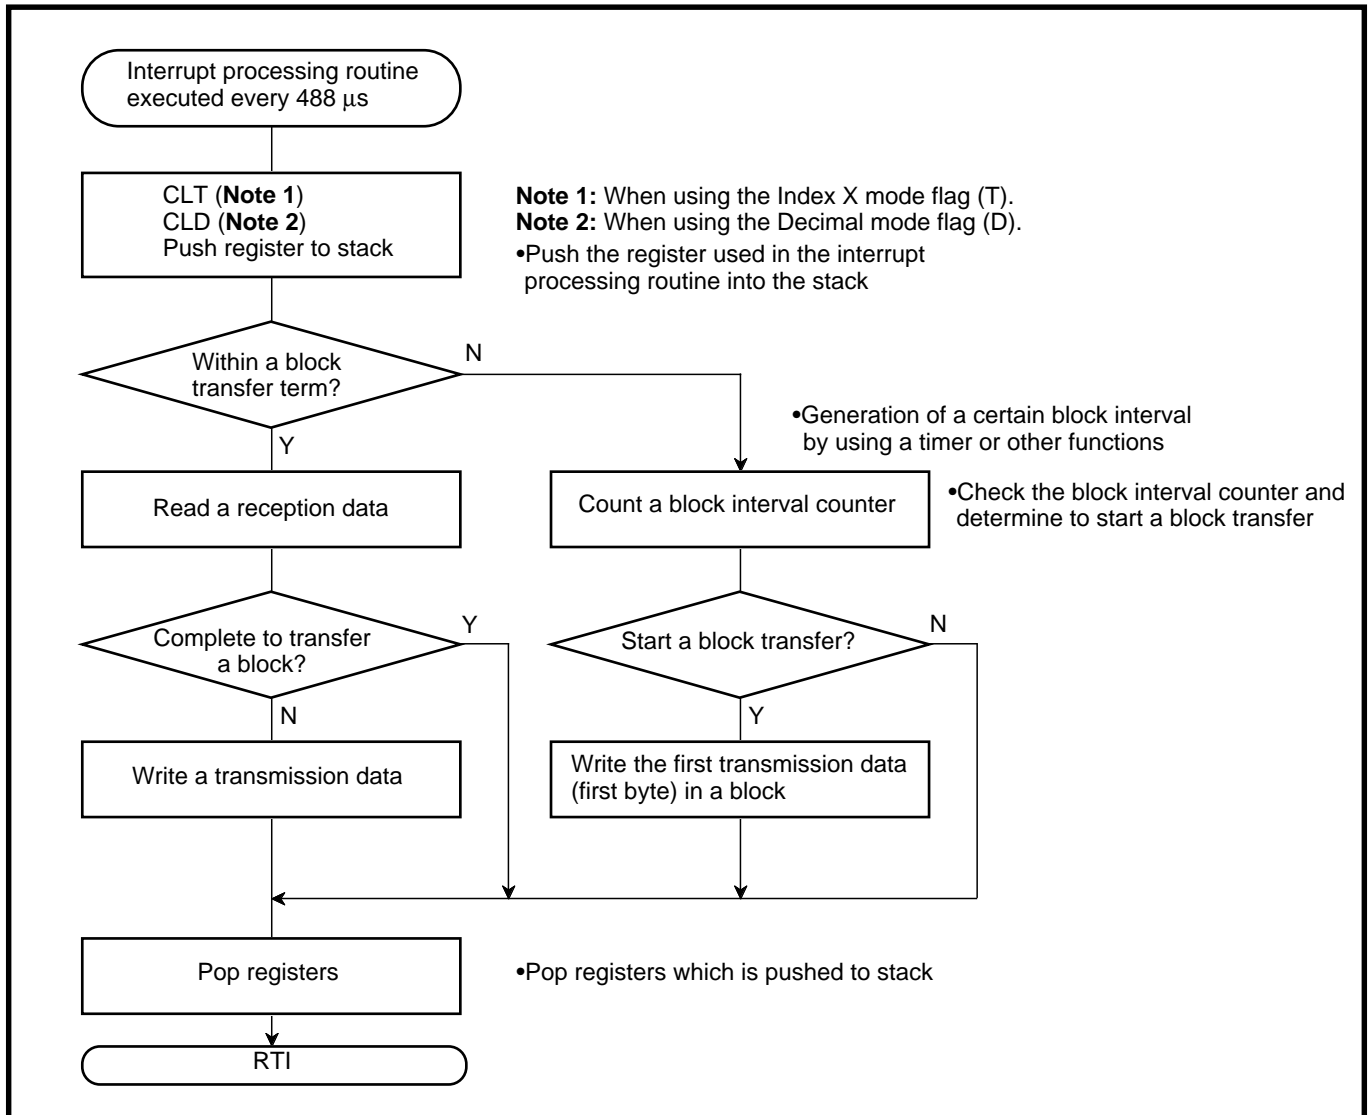 Interrupt processing routine
executed every 488 μs
CLT (Note 1)
CLD (Note 2)
Push register to stack
Note 1: When using the Index X mode flag (T).
Note 2: When using the Decimal mode flag (D).
•Push the register used in the interrupt
processing routine into the stack
Within a block
transfer term?
N
Y
•Generation of a certain block interval
by using a timer or other functions
Read a reception data
Count a block interval counter
•Check the block interval counter and
determine to start a block transfer
Complete to transfer
a block?
Y
N
Start a block transfer?
N
Y
Write a transmission data
Write the first transmission data
(first byte) in a block
Pop registers
•Pop registers which is pushed to stack
RTI